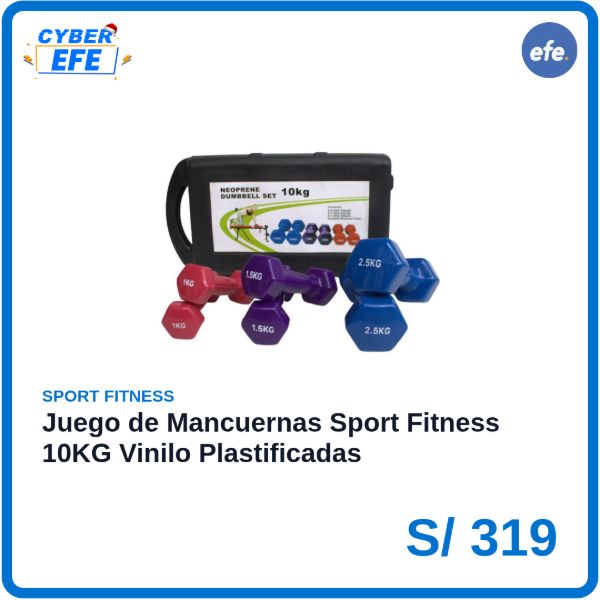 CYBER
EFE
efe.
NEOPRENE
DUMBBELL SET 10kg
1KG
1.5KG
2.5KG
1KG
1.5KG
2.5KG
SPORT FITNESS
Juego de Mancuernas Sport Fitness
10KG Vinilo Plastificadas
S/ 319